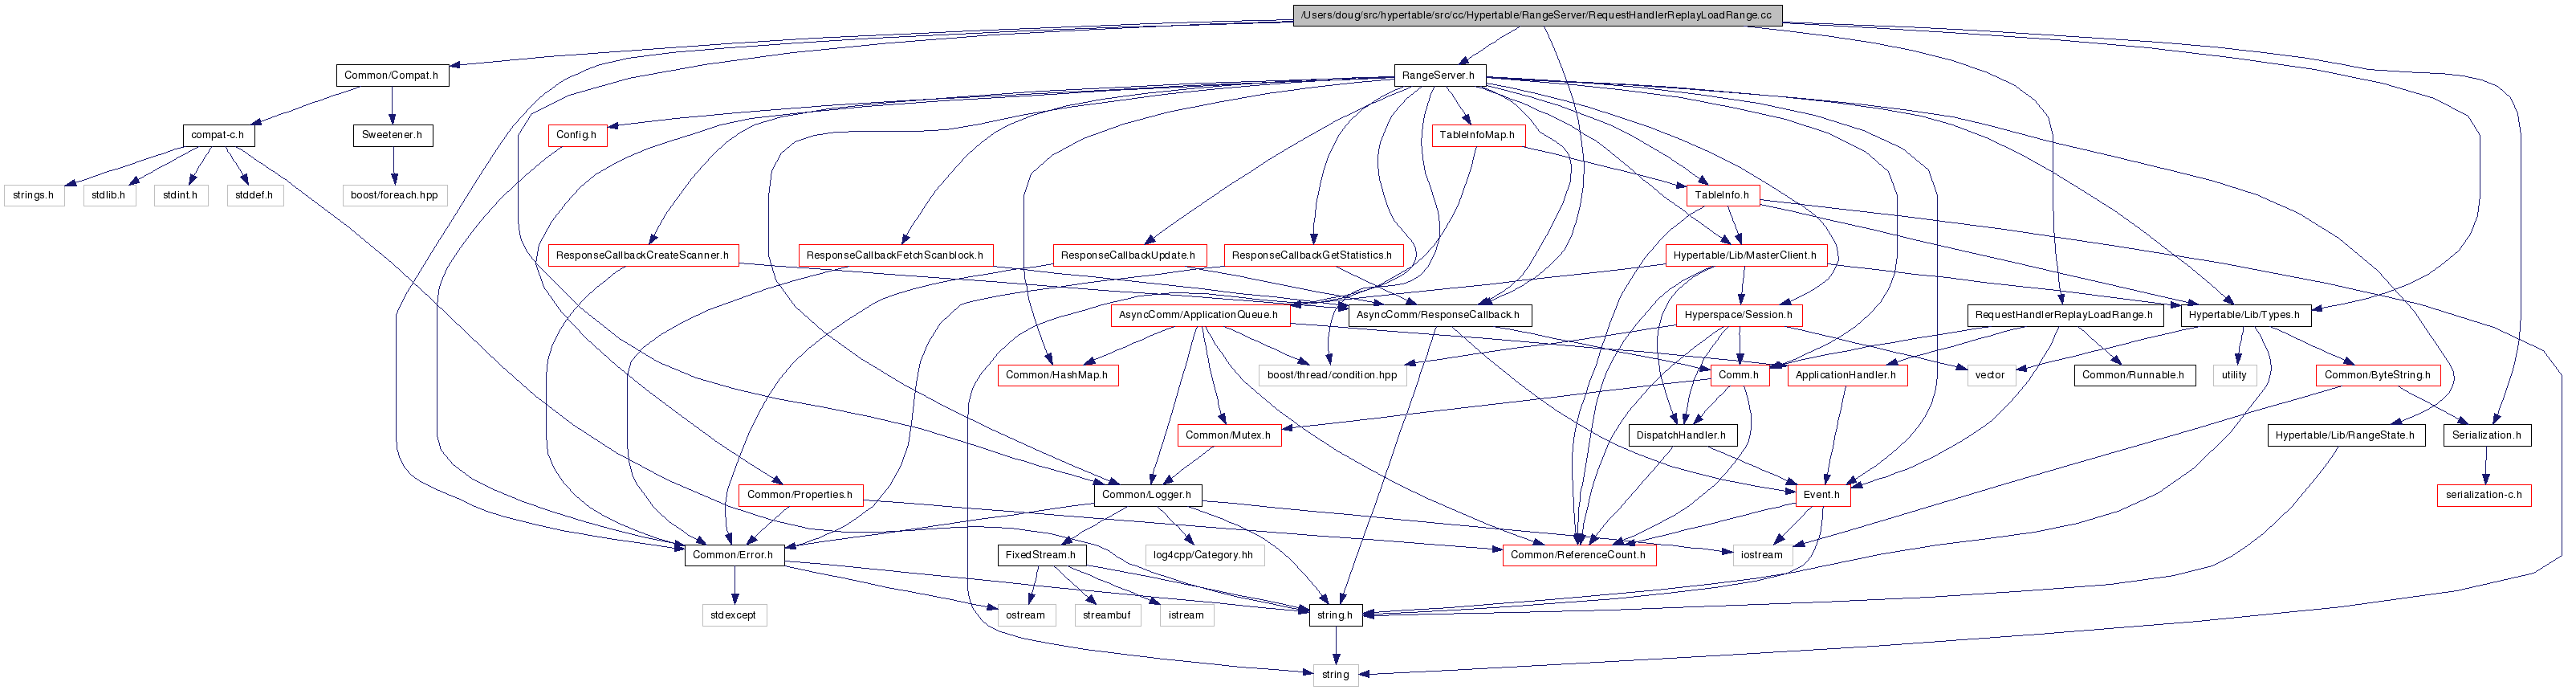 /Users/doug/src/hypertable/src/cc/Hypertable/RangeServer/RequestHandlerReplayLoadRange.cc
Common/Compat.h
RangeServer.h
compat-c.h
Sweetener.h
Config.h
TableInfoMap.h
strings.h
stdlib.h
stdint.h
stddef.h
boost/foreach.hpp
TableInfo.h
ResponseCallbackCreateScanner.h
ResponseCallbackFetchScanblock.h
ResponseCallbackUpdate.h
ResponseCallbackGetStatistics.h
Hypertable/Lib/MasterClient.h
AsyncComm/ApplicationQueue.h
AsyncComm/ResponseCallback.h
Hyperspace/Session.h
RequestHandlerReplayLoadRange.h
Hypertable/Lib/Types.h
Common/HashMap.h
boost/thread/condition.hpp
Comm.h
ApplicationHandler.h
vector
Common/Runnable.h
utility
Common/ByteString.h
Common/Mutex.h
DispatchHandler.h
Hypertable/Lib/RangeState.h
Serialization.h
Common/Properties.h
Common/Logger.h
Event.h
serialization-c.h
Common/Error.h
FixedStream.h
log4cpp/Category.hh
Common/ReferenceCount.h
iostream
stdexcept
ostream
streambuf
istream
string.h
string